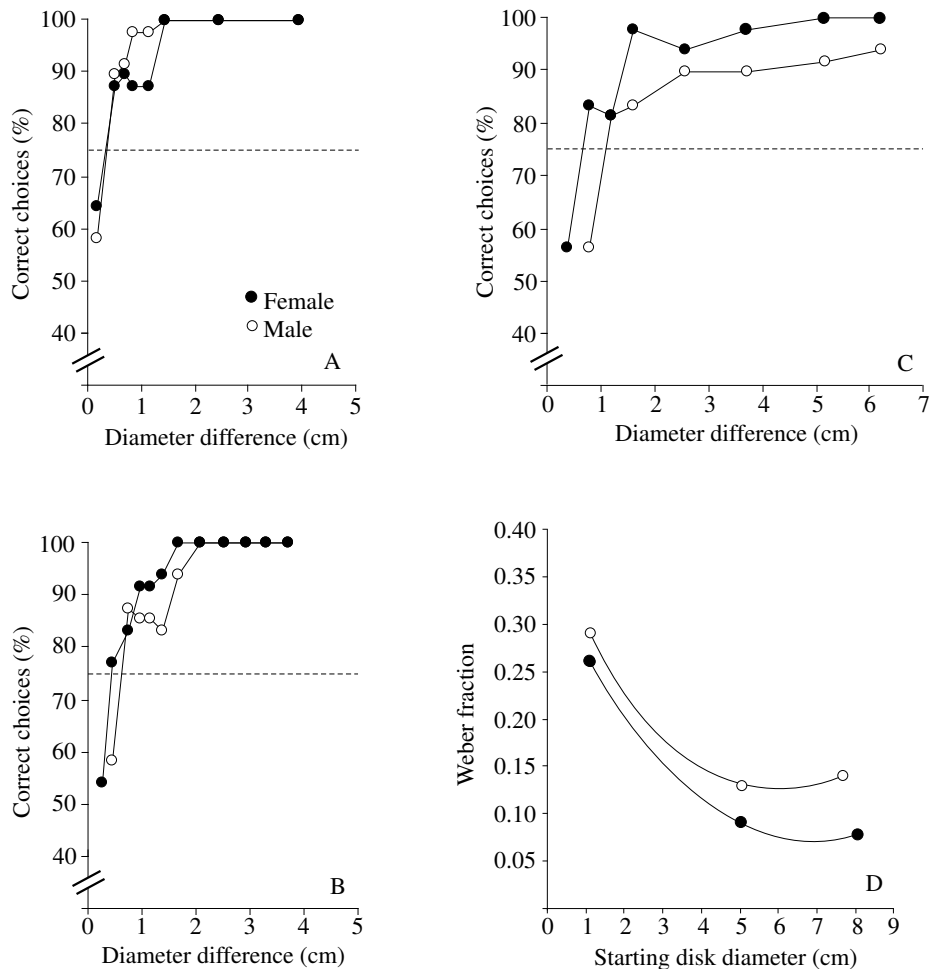 100
90
80
70
60
50
40
Correct choices (%)
Female
Male
A
0 1 2 3 4 5
Diameter difference (cm)
100
90
80
70
60
50
40
Correct choices (%)
C
0 1 2 3 4 5 6 7
Diameter difference (cm)
100
90
80
70
60
50
40
Correct choices (%)
B
0 1 2 3 4 5
Diameter difference (cm)
0.40
0.35
0.30
0.25
0.20
0.15
0.10
0.05
Weber fraction
D
0 1 2 3 4 5 6 7 8 9
Starting disk diameter (cm)